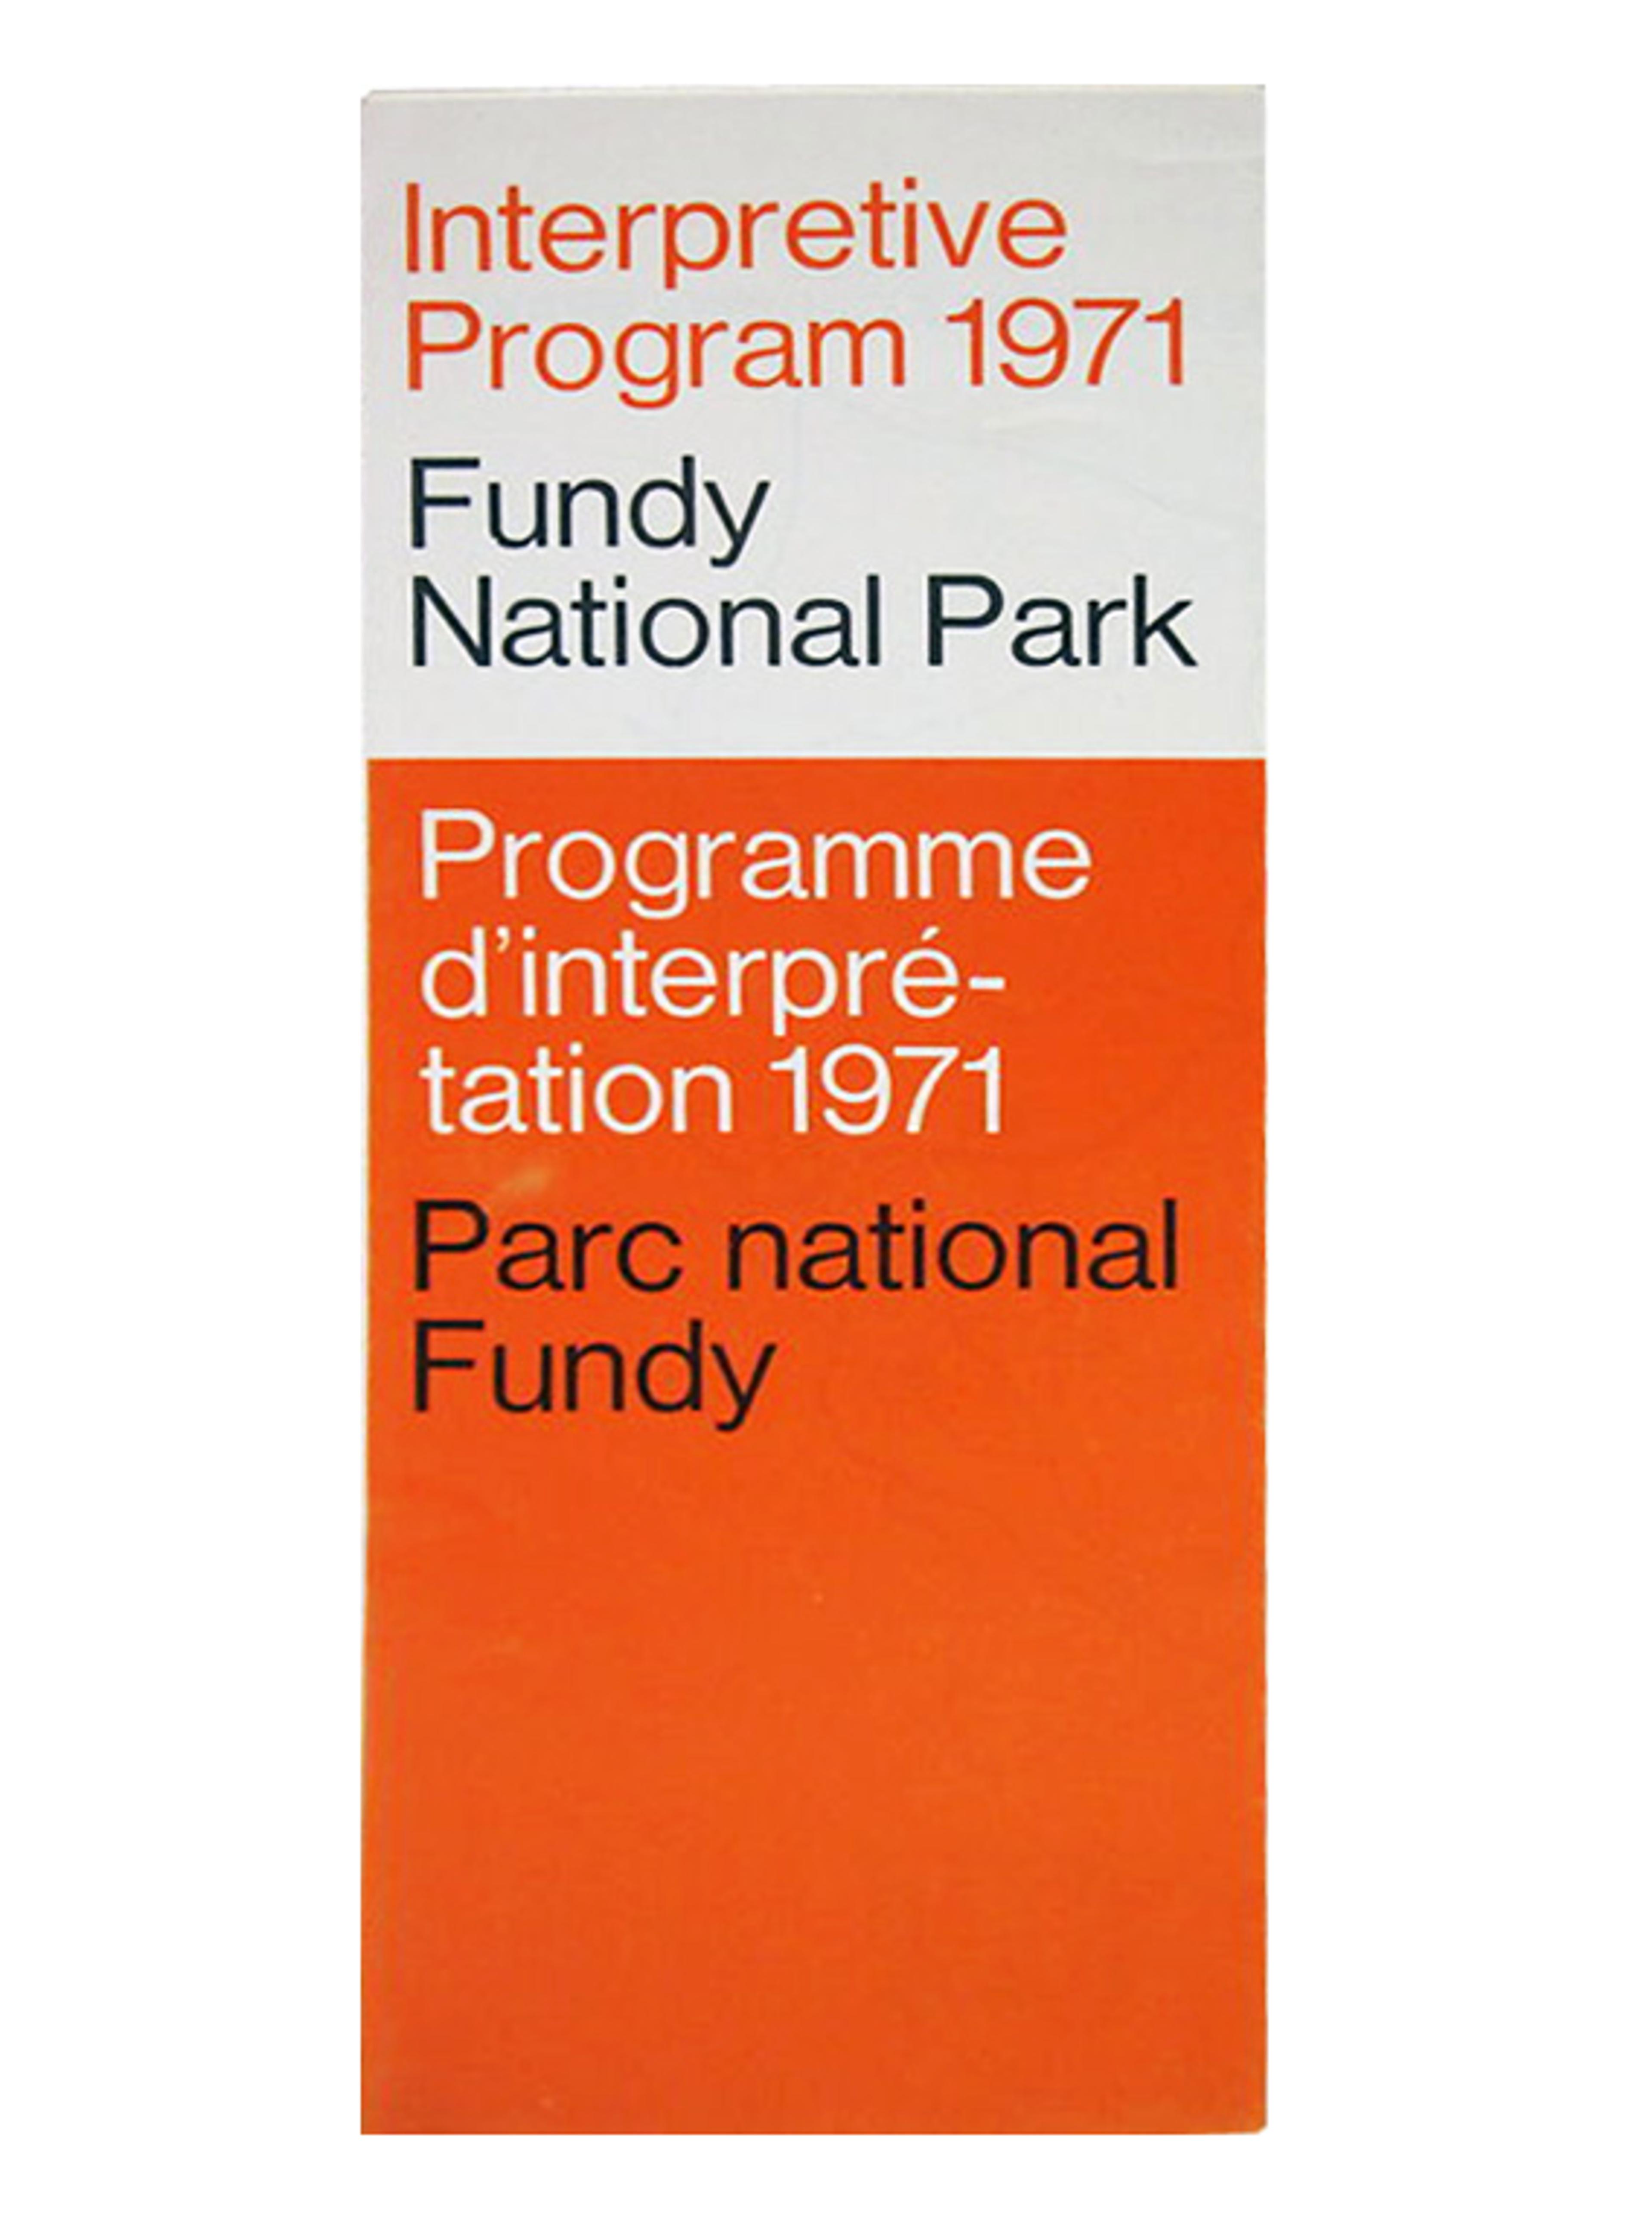 Interpretive
Program 1971
Fundy
National Park
Programme
d’interpré-
tation 1971
Parc national
Fundy